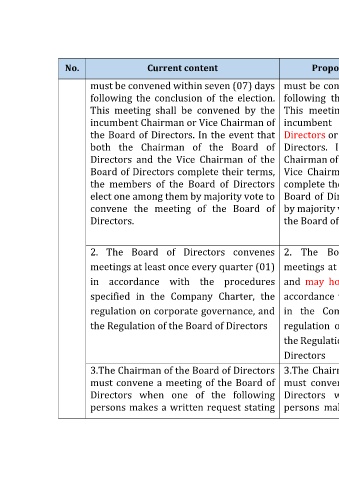 No. Current content Propo
must be convened within seven (07) days
following the conclusion of the election.
This meeting shall be convened by the
incumbent Chairman or Vice Chairman of
the Board of Directors. In the event that
both the Chairman of the Board of
Directors and the Vice Chairman of the
Board of Directors complete their terms,
the members of the Board of Directors
elect one among them by majority vote to
convene the meeting of the Board of
Directors.
must be con
following th
This meetin
incumbent
Directors or
Directors. I
Chairman of
Vice Chairm
complete the
Board of Dir
by majority v
the Board of
2. The Board of Directors convenes
meetings at least once every quarter (01)
in accordance with the procedures
specified in the Company Charter, the
regulation on corporate governance, and
the Regulation of the Board of Directors
2. The Bo
meetings at
and may ho
accordance
in the Com
regulation o
the Regulatio
Directors
3.The Chairman of the Board of Directors
must convene a meeting of the Board of
Directors when one of the following
persons makes a written request stating
3.The Chairm
must conven
Directors w
persons mak